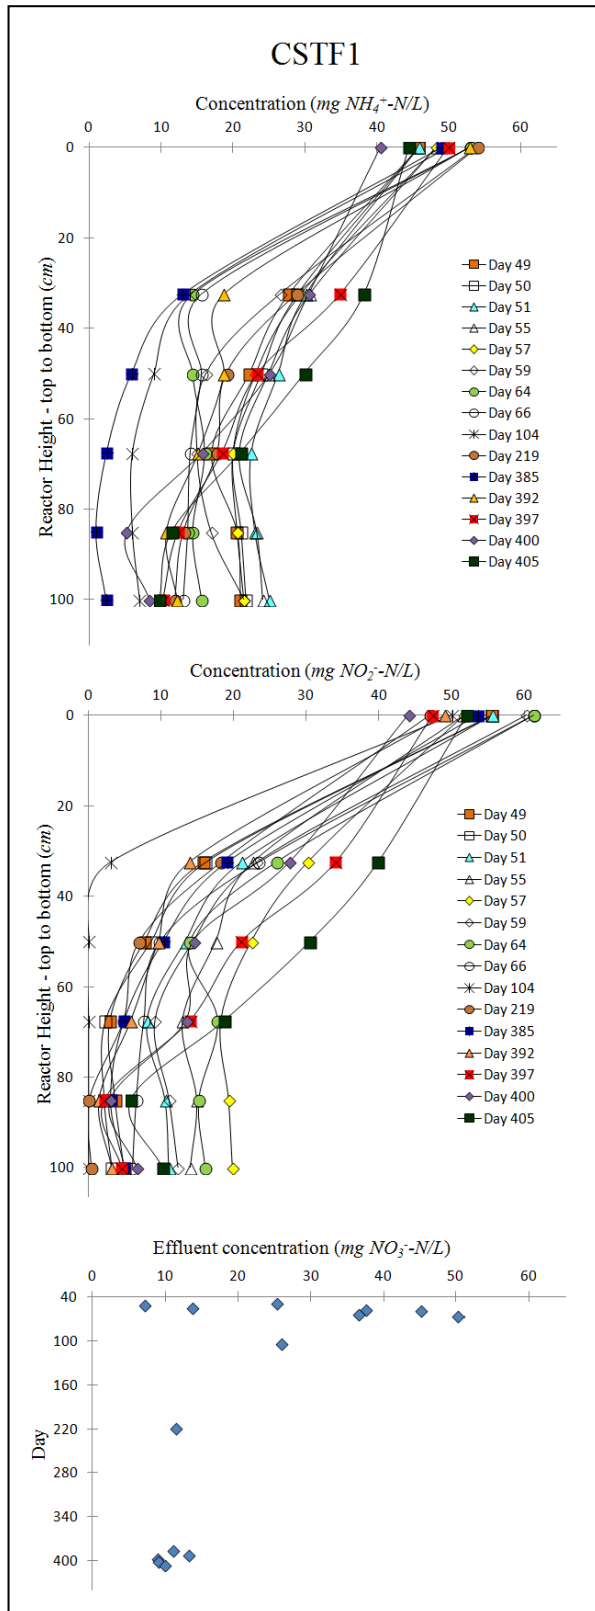 CSTF1
Concentration (mg NH₄⁺-N/L)
0 10 20 30 40 50 60
Reactor Height - top to bottom (cm)
0
20
40
60
80
100
Day 49
Day 50
Day 51
Day 55
Day 57
Day 59
Day 64
Day 66
Day 104
Day 219
Day 385
Day 392
Day 397
Day 400
Day 405
Concentration (mg NO₂⁻-N/L)
0 10 20 30 40 50 60
Reactor Height - top to bottom (cm)
0
20
40
60
80
100
Day 49
Day 50
Day 51
Day 55
Day 57
Day 59
Day 64
Day 66
Day 104
Day 219
Day 385
Day 392
Day 397
Day 400
Day 405
Effluent concentration (mg NO₃⁻-N/L)
0 10 20 30 40 50 60
Day
40
100
160
220
280
340
400